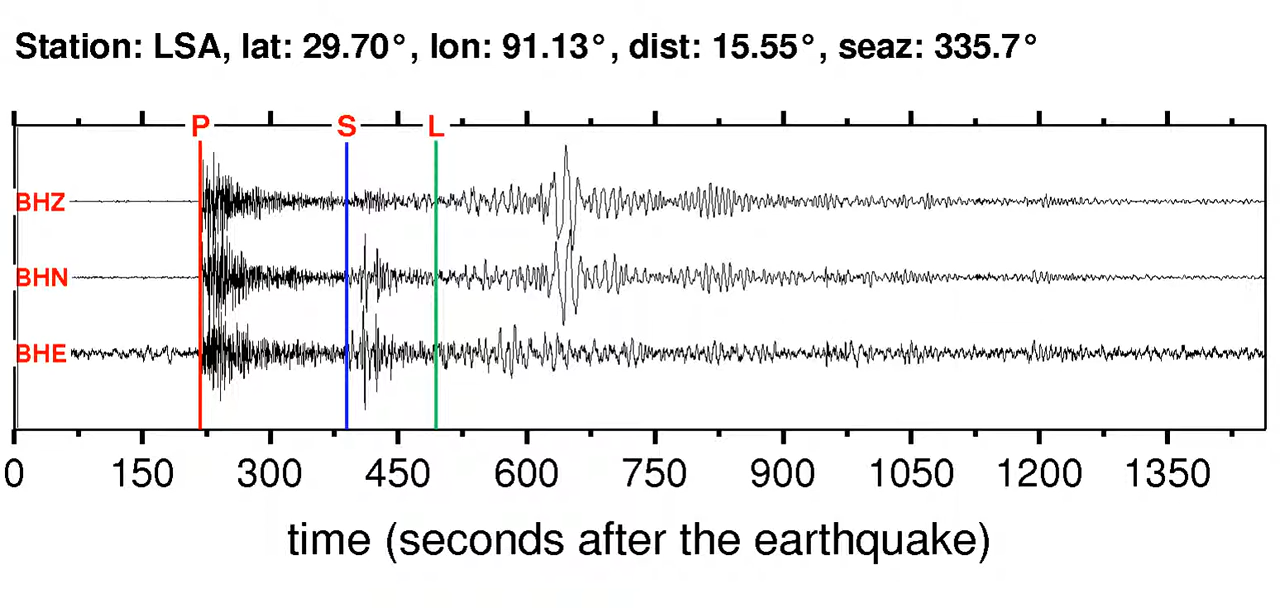 Station: LSA, lat: 29.70°, lon: 91.13°, dist: 15.55°, seaz: 335.7°
P S L
BHZ
BHN
BHE
0 150 300 450 600 750 900 1050 1200 1350
time (seconds after the earthquake)